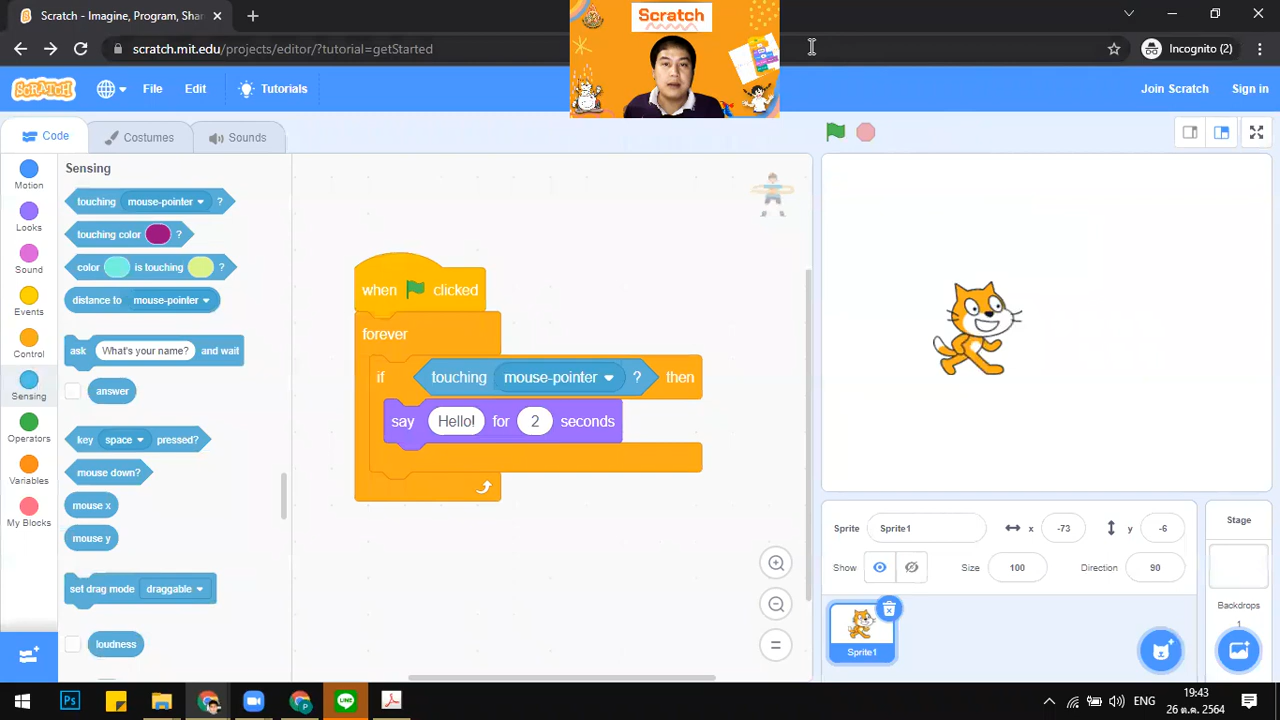 Scratch - Imagine, Program, Shar
scratch.mit.edu/projects/editor/?tutorial=getStarted
Incognito (2)
Scratch
SCRATCH
File
Edit
Tutorials
Join Scratch
Sign in
Code
Costumes
Sounds
Motion
Looks
Sound
Events
Control
Sensing
Operators
Variables
My Blocks
Sensing
touching mouse-pointer ?
touching color ?
color is touching ?
distance to mouse-pointer
ask What's your name? and wait
answer
key space pressed?
mouse down?
mouse x
mouse y
set drag mode draggable
loudness
when clicked
forever
if touching mouse-pointer ? then
say Hello! for 2 seconds
Sprite Sprite1 x -73 y -6
Show Size 100 Direction 90
Sprite1
Stage
Backdrops
1
Ps
LINE
ENG
19:43
26 ต.ค. 2564